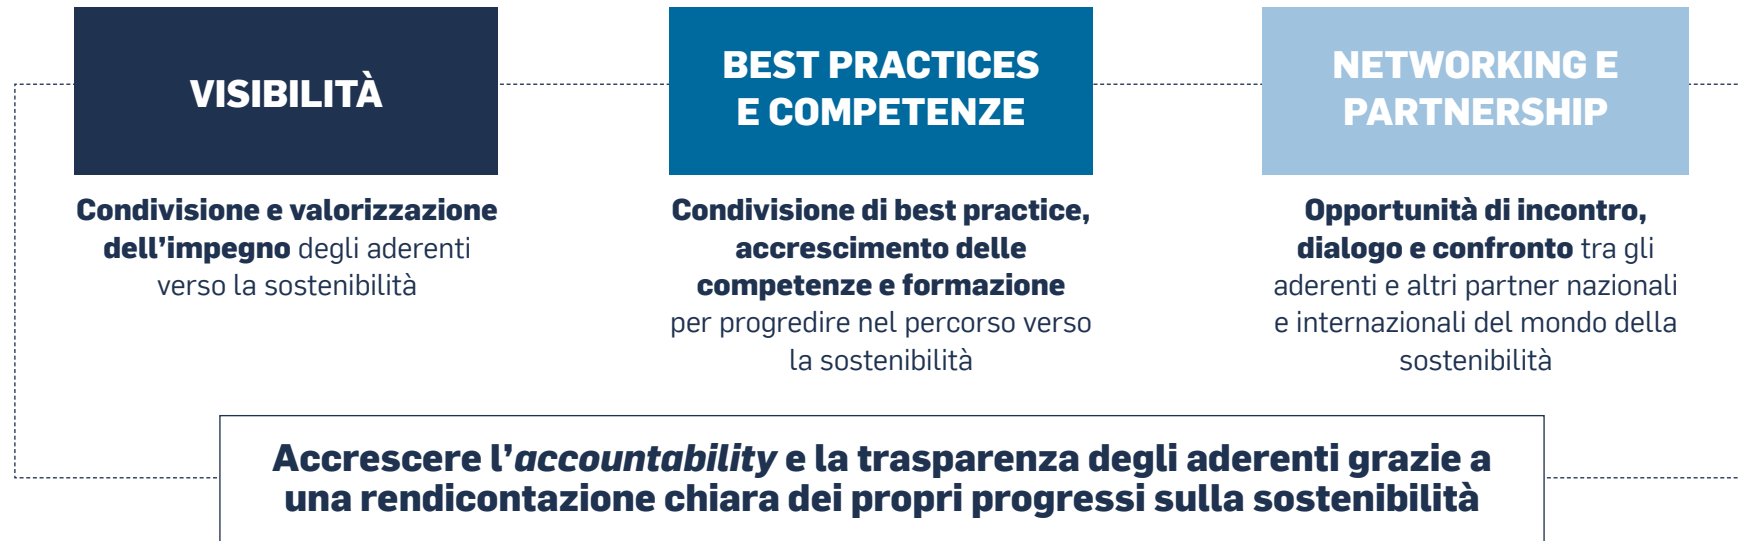 VISIBILITÀ
Condivisione e valorizzazione
dell’impegno degli aderenti
verso la sostenibilità
BEST PRACTICES
E COMPETENZE
Condivisione di best practice,
accrescimento delle
competenze e formazione
per progredire nel percorso verso
la sostenibilità
NETWORKING E
PARTNERSHIP
Opportunità di incontro,
dialogo e confronto tra gli
aderenti e altri partner nazionali
e internazionali del mondo della
sostenibilità
Accrescere l’accountability e la trasparenza degli aderenti grazie a
una rendicontazione chiara dei propri progressi sulla sostenibilità